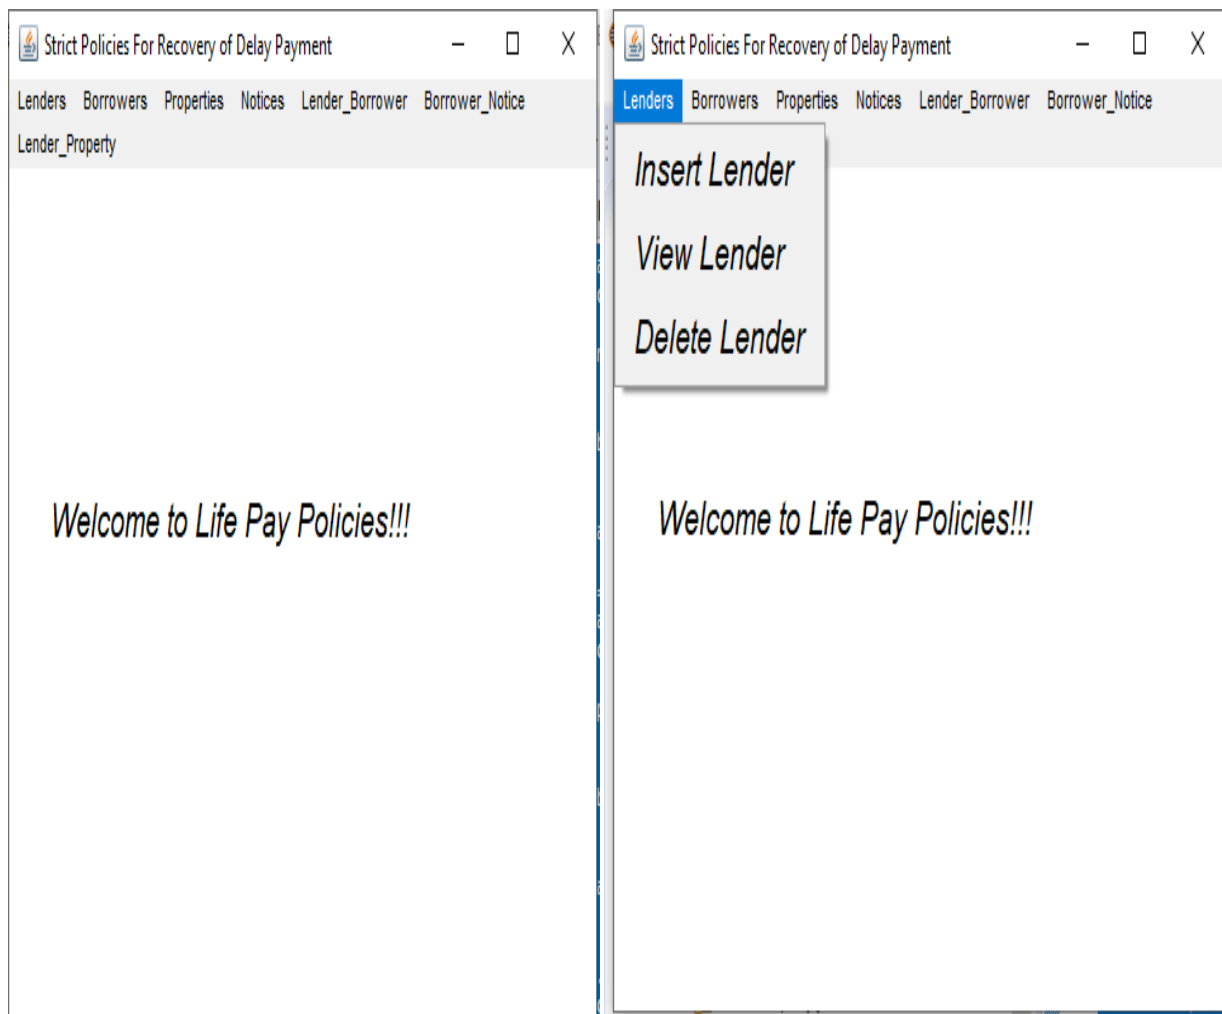 Strict Policies For Recovery of Delay Payment
Lenders Borrowers Properties Notices Lender_Borrower Borrower_Notice
Lender_Property
Welcome to Life Pay Policies!!!
Strict Policies For Recovery of Delay Payment
Lenders Borrowers Properties Notices Lender_Borrower Borrower_Notice
Insert Lender
View Lender
Delete Lender
Welcome to Life Pay Policies!!!